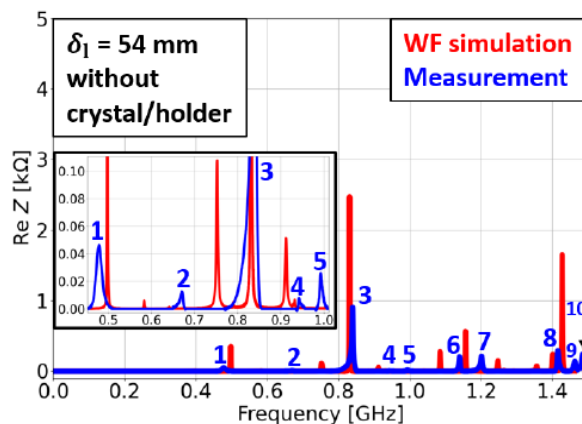 δ₁ = 54 mm
without
crystal/holder
WF simulation
Measurement
Re Z [kΩ]
5
4
3
2
1
0
0.10
0.08
0.06
0.04
0.02
0.00
0.5 0.6 0.7 0.8 0.9 1.0
1 2 3 4 5
1 2 3 4 5 6 7 8 9 10
0.0 0.2 0.4 0.6 0.8 1.0 1.2 1.4
Frequency [GHz]